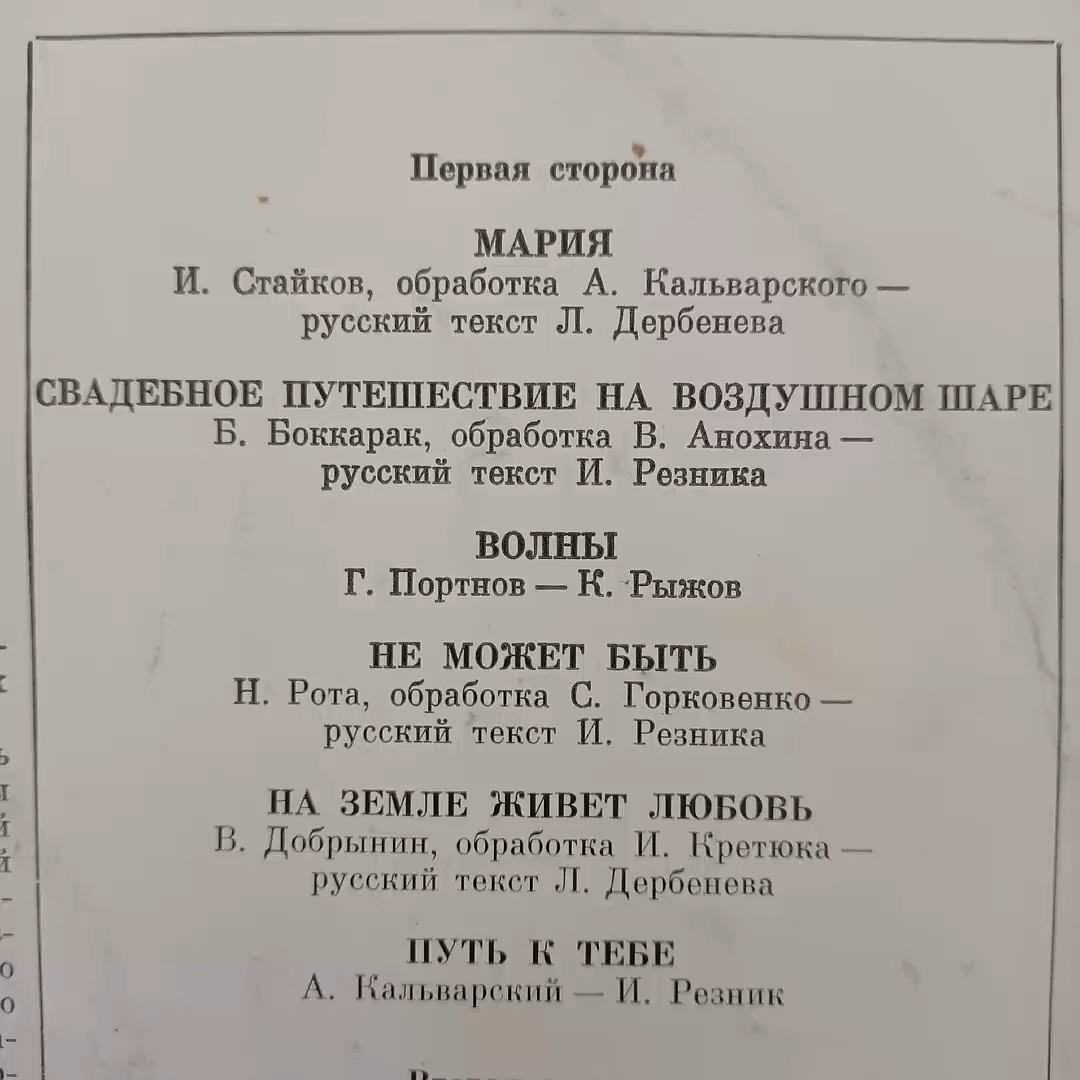 Первая сторона
МАРИЯ
И. Стайков, обработка А. Кальварского —
русский текст Л. Дербенева
СВАДЕБНОЕ ПУТЕШЕСТВИЕ НА ВОЗДУШНОМ ШАРЕ
Б. Боккарак, обработка В. Анохина —
русский текст И. Резника
ВОЛНЫ
Г. Портнов — К. Рыжов
НЕ МОЖЕТ БЫТЬ
Н. Рота, обработка С. Горковенко —
русский текст И. Резника
НА ЗЕМЛЕ ЖИВЕТ ЛЮБОВЬ
В. Добрынин, обработка И. Кретюка —
русский текст Л. Дербенева
ПУТЬ К ТЕБЕ
А. Кальварский — И. Резник